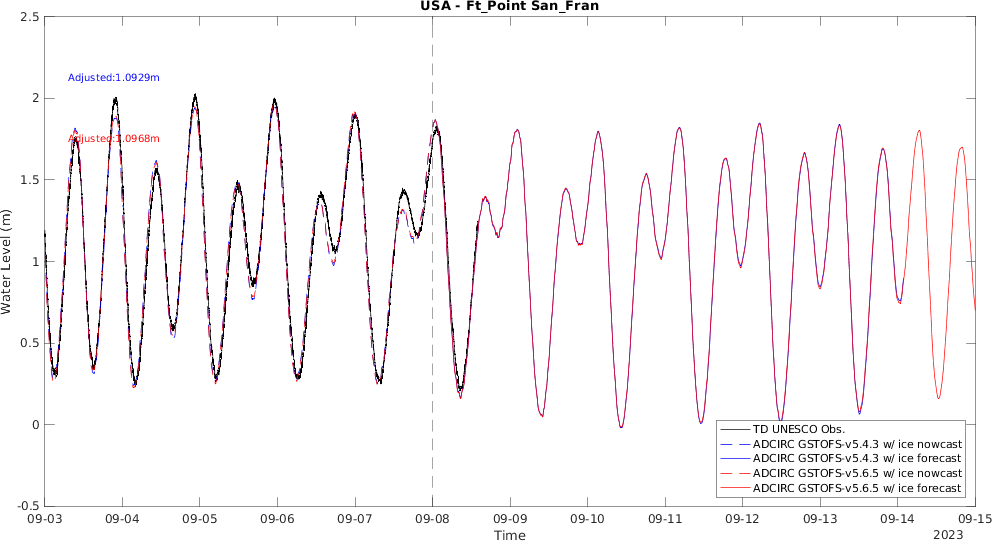 USA - Ft_Point San_Fran
2.5
2
1.5
1
0.5
0
-0.5
Water Level (m)
Adjusted:1.0929m
Adjusted:1.0968m
TD UNESCO Obs.
ADCIRC GSTOFS-v5.4.3 w/ ice nowcast
ADCIRC GSTOFS-v5.4.3 w/ ice forecast
ADCIRC GSTOFS-v5.6.5 w/ ice nowcast
ADCIRC GSTOFS-v5.6.5 w/ ice forecast
09-03 09-04 09-05 09-06 09-07 09-08 09-09 09-10 09-11 09-12 09-13 09-14 09-15
Time
2023